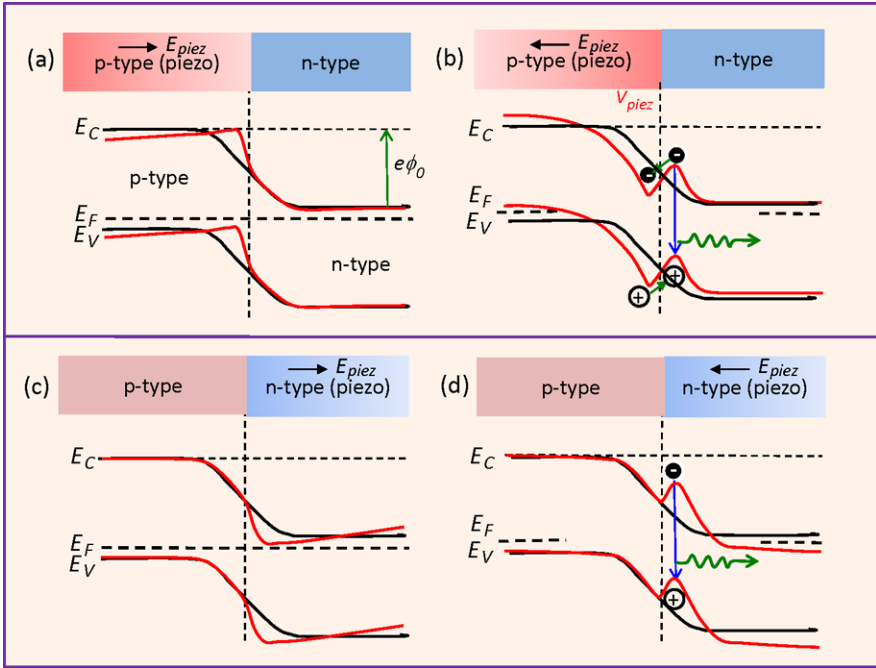 (a)
E_piez
p-type (piezo)
n-type
E_C
p-type
eϕ_0
E_F
E_V
n-type
(b)
E_piez
p-type (piezo)
n-type
V_piez
E_C
E_F
E_V
(c)
p-type
E_piez
n-type (piezo)
E_C
E_F
E_V
(d)
p-type
E_piez
n-type (piezo)
E_C
E_F
E_V